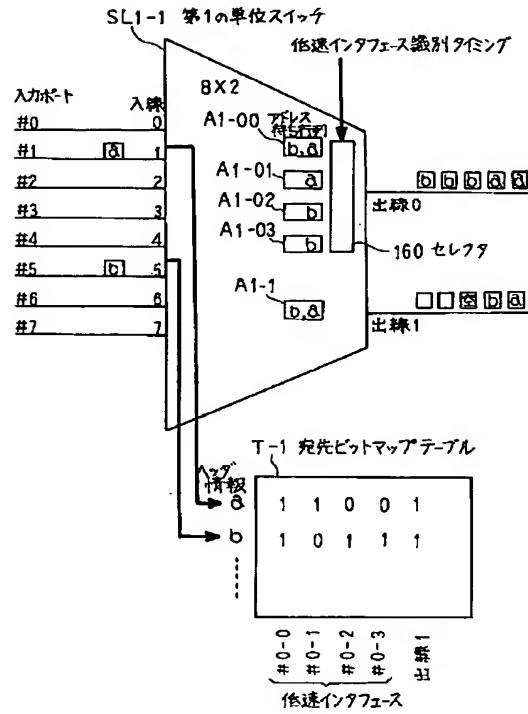 SL1-1 第1の単位スイッチ
低速インタフェース識別タイミング
8X2
入力ポート 入線
A1-00 アドレス待ち行列
b,a
#0 0
#1 a 1
A1-01 a
#2 2
A1-02 b
#3 3
A1-03 b
#4 4
#5 b 5
#6 6
#7 7
b b b a a
出線0
160 セレクタ
A1-1
b,a
空 b a
出線1
T-1 宛先ビットマップテーブル
ヘッダ情報
a 1 1 0 0 1
b 1 0 1 1 1
#0-0
#0-1
#0-2
#0-3
出線1
低速インタフェース